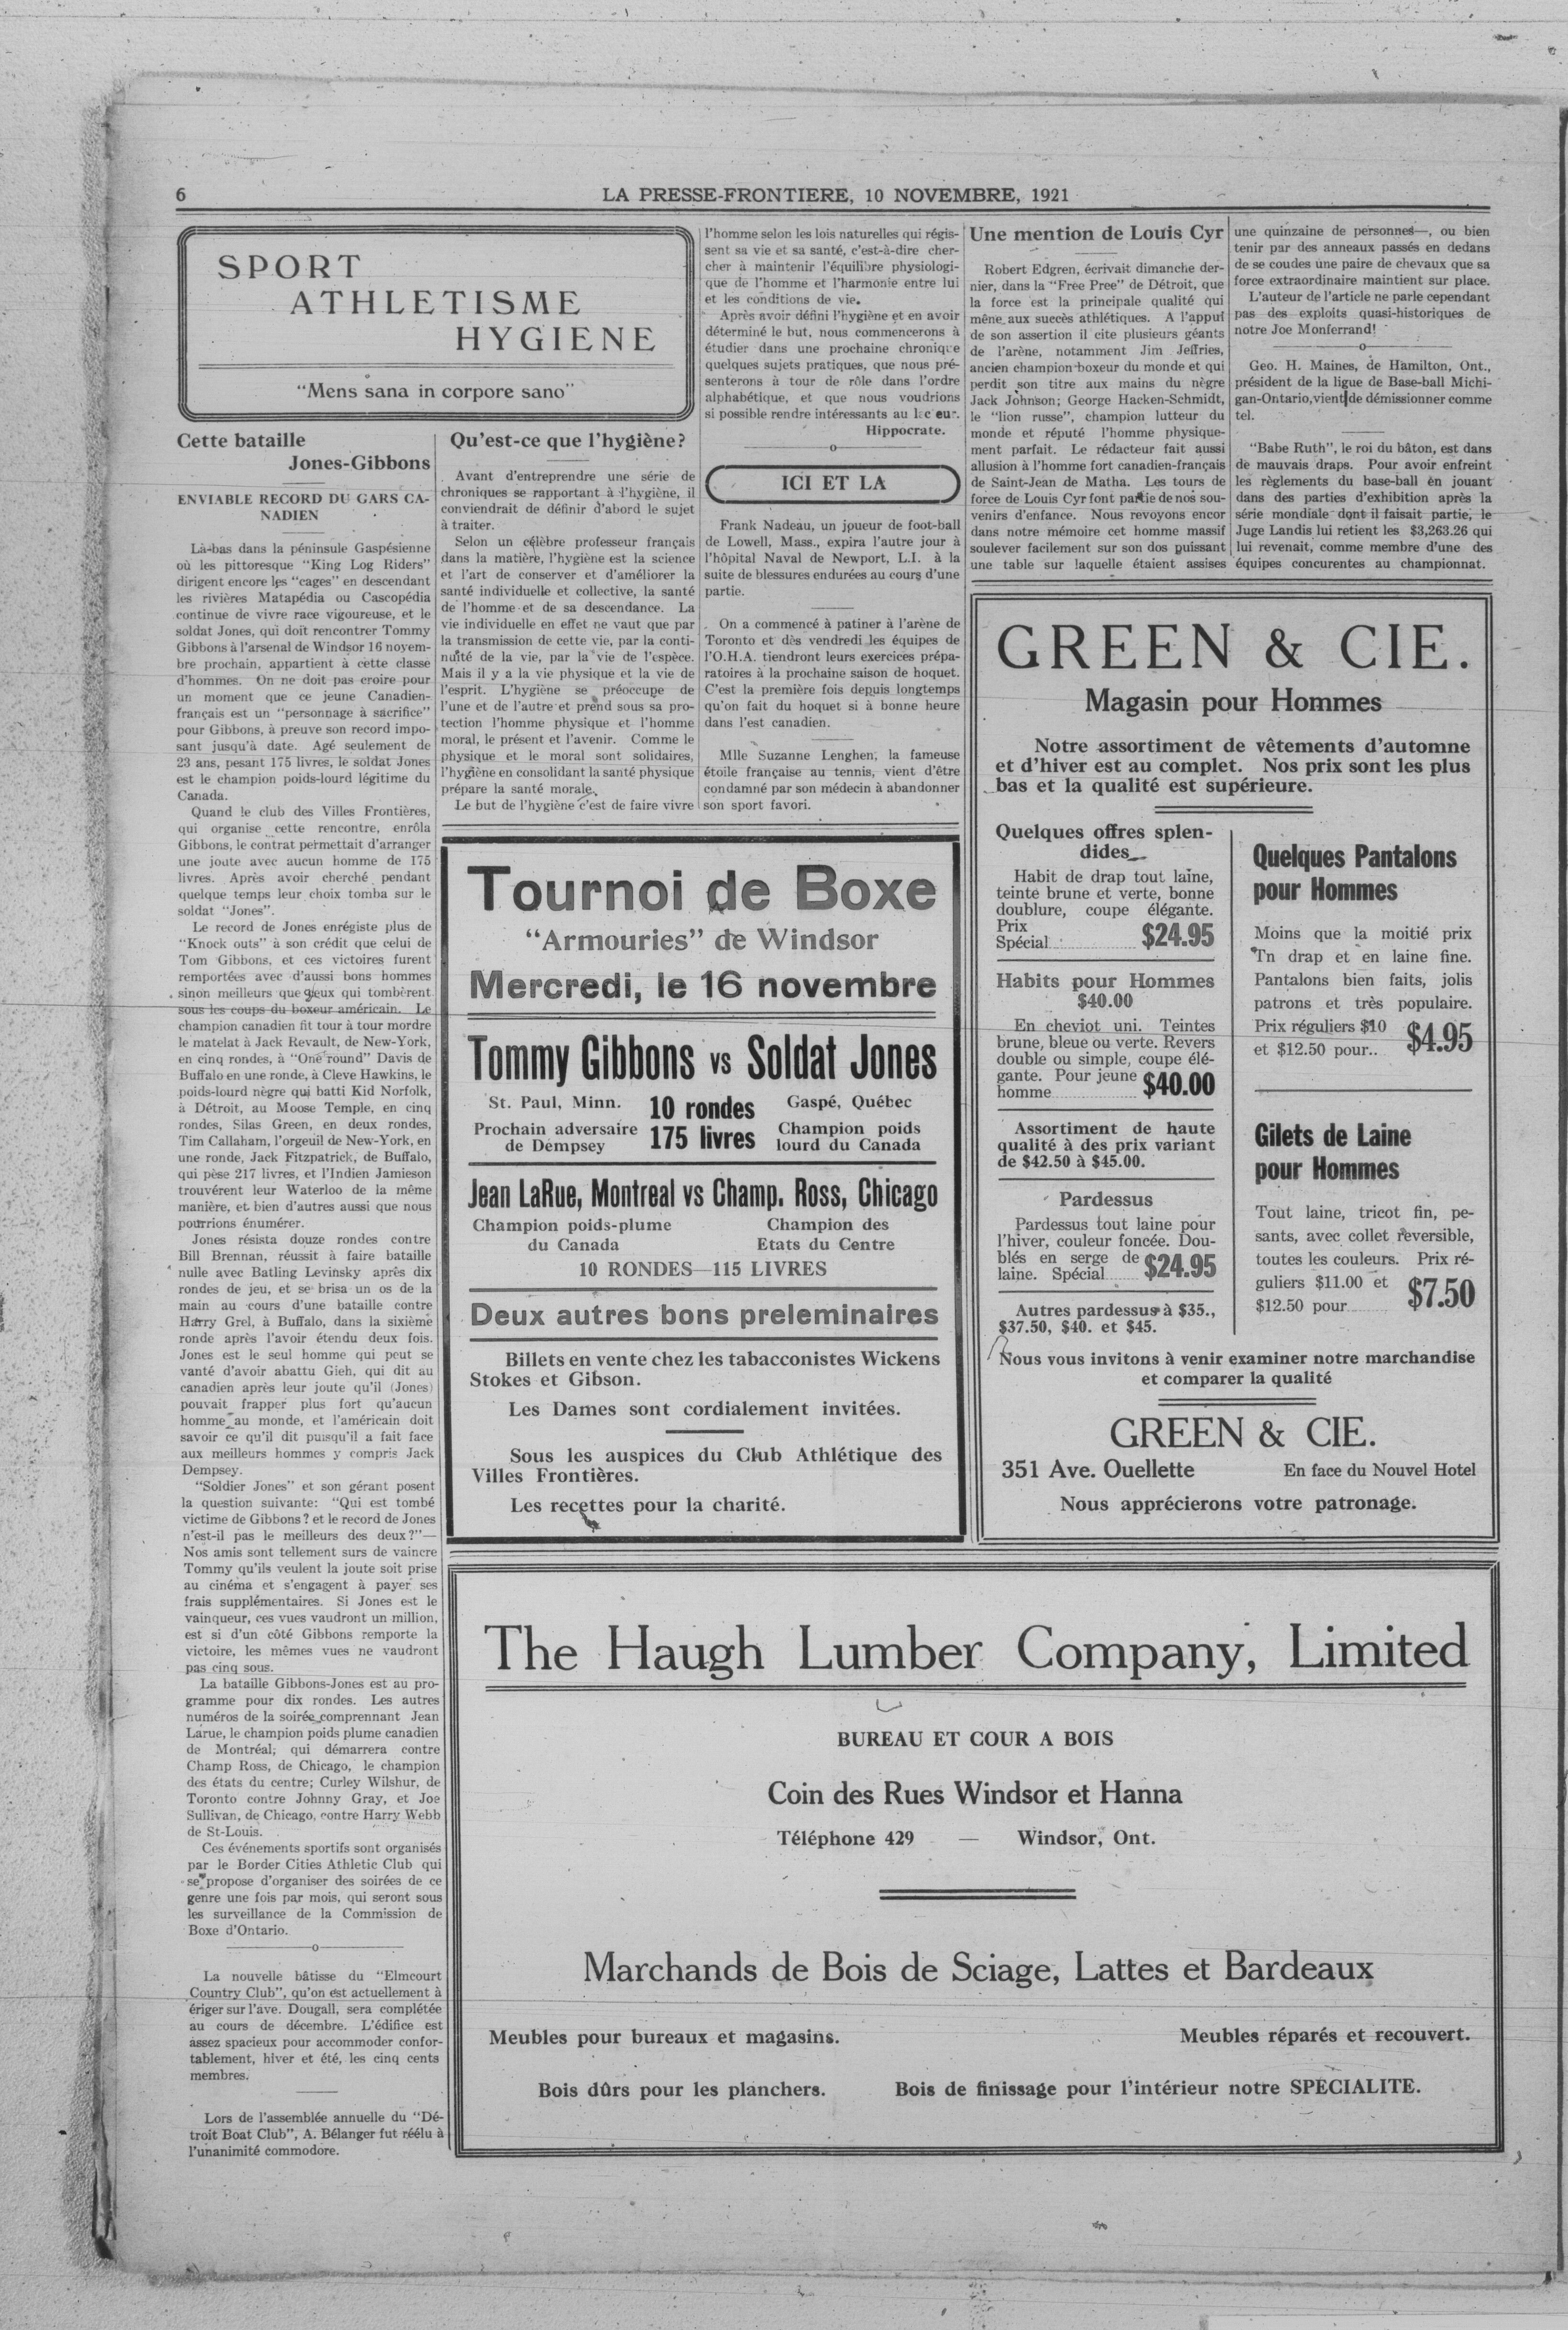 6
LA PRESSE-FRONTIERE, 10 NOVEMBRE, 1921
SPORT
ATHLETISME
HYGIENE
"Mens sana in corpore sano"
Cette bataille
Jones-Gibbons
ENVIABLE RECORD DU GARS CA-
NADIEN
Là-bas dans la péninsule Gaspésienne
où les pittoresque "King Log Riders"
dirigent encore les "cages" en descendant
les rivières Matapédia ou Cascopédia
continue de vivre race vigoureuse, et le
soldat Jones, qui doit rencontrer Tommy
Gibbons à l'arsenal de Windsor 16 novem-
bre prochain, appartient à cette classe
d'hommes. On ne doit pas croire pour
un moment que ce jeune Canadien-
français est un "personnage à sacrifice"
pour Gibbons, à preuve son record impo-
sant jusqu'à date. Agé seulement de
23 ans, pesant 175 livres, le soldat Jones
est le champion poids-lourd légitime du
Canada.
Quand le club des Villes Frontières,
qui organise cette rencontre, enrôla
Gibbons, le contrat permettait d'arranger
une joute avec aucun homme de 175
livres. Après avoir cherché pendant
quelque temps leur choix tomba sur le
soldat "Jones".
Le record de Jones enrégiste plus de
"Knock outs" à son crédit que celui de
Tom Gibbons, et ces victoires furent
remportées avec d'aussi bons hommes
sinon meilleurs que ceux qui tombèrent
sous les coups du boxeur américain. Le
champion canadien fit tour à tour mordre
le matelat à Jack Revault, de New-York,
en cinq rondes, à "One round" Davis de
Buffalo en une ronde, à Cleve Hawkins, le
poids-lourd nègre qui batti Kid Norfolk,
à Détroit, au Moose Temple, en cinq
rondes, Silas Green, en deux rondes,
Tim Callaham, l'orgeuil de New-York, en
une ronde, Jack Fitzpatrick, de Buffalo,
qui pèse 217 livres, et l'Indien Jamieson
trouvérent leur Waterloo de la même
manière, et bien d'autres aussi que nous
pourrions énumérer.
Jones résista douze rondes contre
Bill Brennan, réussit à faire bataille
nulle avec Batling Levinsky après dix
rondes de jeu, et se brisa un os de la
main au cours d'une bataille contre
Harry Grel, à Buffalo, dans la sixième
ronde après l'avoir étendu deux fois.
Jones est le seul homme qui peut se
vanté d'avoir abattu Gieh, qui dit au
canadien après leur joute qu'il (Jones)
pouvait frapper plus fort qu'aucun
homme au monde, et l'américain doit
savoir ce qu'il dit puisqu'il a fait face
aux meilleurs hommes y compris Jack
Dempsey.
"Soldier Jones" et son gérant posent
la question suivante: "Qui est tombé
victime de Gibbons? et le record de Jones
n'est-il pas le meilleurs des deux?"—
Nos amis sont tellement surs de vaincre
Tommy qu'ils veulent la joute soit prise
au cinéma et s'engagent à payer ses
frais supplémentaires. Si Jones est le
vainqueur, ces vues vaudront un million,
est si d'un côté Gibbons remporte la
victoire, les mêmes vues ne vaudront
pas cinq sous.
La bataille Gibbons-Jones est au pro-
gramme pour dix rondes. Les autres
numéros de la soirée comprennant Jean
Larue, le champion poids plume canadien
de Montréal; qui démarrera contre
Champ Ross, de Chicago, le champion
des états du centre; Curley Wilshur, de
Toronto contre Johnny Gray, et Joe
Sullivan, de Chicago, contre Harry Webb
de St-Louis.
Ces événements sportifs sont organisés
par le Border Cities Athletic Club qui
se propose d'organiser des soirées de ce
genre une fois par mois, qui seront sous
les surveillance de la Commission de
Boxe d'Ontario.
o
La nouvelle bâtisse du "Elmcourt
Country Club", qu'on est actuellement à
ériger sur l'ave. Dougall, sera complétée
au cours de décembre. L'édifice est
assez spacieux pour accommoder confor-
tablement, hiver et été, les cinq cents
membres.
Lors de l'assemblée annuelle du "Dé-
troit Boat Club", A. Bélanger fut réélu à
l'unanimité commodore.
Qu'est-ce que l'hygiène?
Avant d'entreprendre une série de
chroniques se rapportant à l'hygiène, il
conviendrait de définir d'abord le sujet
à traiter.
Selon un célèbre professeur français
dans la matière, l'hygiène est la science
et l'art de conserver et d'améliorer la
santé individuelle et collective, la santé
de l'homme et de sa descendance. La
vie individuelle en effet ne vaut que par
la transmission de cette vie, par la conti-
nuité de la vie, par la vie de l'espèce.
Mais il y a la vie physique et la vie de
l'esprit. L'hygiène se préoccupe de
l'une et de l'autre et prend sous sa pro-
tection l'homme physique et l'homme
moral, le présent et l'avenir. Comme le
physique et le moral sont solidaires,
l'hygiène en consolidant la santé physique
prépare la santé morale.
Le but de l'hygiène c'est de faire vivre
l'homme selon les lois naturelles qui régis-
sent sa vie et sa santé, c'est-à-dire cher-
cher à maintenir l'équilibre physiologi-
que de l'homme et l'harmonie entre lui
et les conditions de vie.
Après avoir défini l'hygiène et en avoir
déterminé le but, nous commencerons à
étudier dans une prochaine chronique
quelques sujets pratiques, que nous pré-
senterons à tour de rôle dans l'ordre
alphabétique, et que nous voudrions
si possible rendre intéressants au lecteur.
Hippocrate.
o
ICI ET LA
Frank Nadeau, un joueur de foot-ball
de Lowell, Mass., expira l'autre jour à
l'hôpital Naval de Newport, L.I. à la
suite de blessures endurées au cours d'une
partie.
On a commencé à patiner à l'arène de
Toronto et dès vendredi les équipes de
l'O.H.A. tiendront leurs exercices prépa-
ratoires à la prochaine saison de hoquet.
C'est la première fois depuis longtemps
qu'on fait du hoquet si à bonne heure
dans l'est canadien.
Mlle Suzanne Lenghen, la fameuse
étoile française au tennis, vient d'être
condamné par son médecin à abandonner
son sport favori.
Une mention de Louis Cyr
Robert Edgren, écrivait dimanche der-
nier, dans la "Free Pree" de Détroit, que
la force est la principale qualité qui
mène aux succès athlétiques. A l'appui
de son assertion il cite plusieurs géants
de l'arène, notamment Jim Jeffries,
ancien champion boxeur du monde et qui
perdit son titre aux mains du nègre
Jack Johnson; George Hacken-Schmidt,
le "lion russe", champion lutteur du
monde et réputé l'homme physique-
ment parfait. Le rédacteur fait aussi
allusion à l'homme fort canadien-français
de Saint-Jean de Matha. Les tours de
force de Louis Cyr font partie de nos sou-
venirs d'enfance. Nous revoyons encor
dans notre mémoire cet homme massif
soulever facilement sur son dos puissant
une table sur laquelle étaient assises
une quinzaine de personnes—, ou bien
tenir par des anneaux passés en dedans
de se coudes une paire de chevaux que sa
force extraordinaire maintient sur place.
L'auteur de l'article ne parle cependant
pas des exploits quasi-historiques de
notre Joe Monferrand!
o
Geo. H. Maines, de Hamilton, Ont.,
président de la ligue de Base-ball Michi-
gan-Ontario, vient de démissionner comme
tel.
"Babe Ruth", le roi du bâton, est dans
de mauvais draps. Pour avoir enfreint
les règlements du base-ball en jouant
dans des parties d'exhibition après la
série mondiale dont il faisait partie, le
Juge Landis lui retient les $3,263.26 qui
lui revenait, comme membre d'une des
équipes concurentes au championnat.
Tournoi de Boxe
"Armouries" de Windsor
Mercredi, le 16 novembre
Tommy Gibbons vs Soldat Jones
St. Paul, Minn. 10 rondes Gaspé, Québec
Prochain adversaire 175 livres Champion poids
de Dempsey lourd du Canada
Jean LaRue, Montreal vs Champ. Ross, Chicago
Champion poids-plume Champion des
du Canada Etats du Centre
10 RONDES—115 LIVRES
Deux autres bons preleminaires
Billets en vente chez les tabacconistes Wickens
Stokes et Gibson.
Les Dames sont cordialement invitées.
Sous les auspices du Club Athlétique des
Villes Frontières.
Les recettes pour la charité.
GREEN & CIE.
Magasin pour Hommes
Notre assortiment de vêtements d'automne
et d'hiver est au complet. Nos prix sont les plus
bas et la qualité est supérieure.
Quelques offres splen-
dides
Habit de drap tout laine,
teinte brune et verte, bonne
doublure, coupe élégante.
Prix
Spécial $24.95
Habits pour Hommes
$40.00
En cheviot uni. Teintes
brune, bleue ou verte. Revers
double ou simple, coupe élé-
gante. Pour jeune
homme $40.00
Assortiment de haute
qualité à des prix variant
de $42.50 à $45.00.
Pardessus
Pardessus tout laine pour
l'hiver, couleur foncée. Dou-
blés en serge de
laine. Spécial $24.95
Autres pardessus à $35.,
$37.50, $40. et $45.
Quelques Pantalons
pour Hommes
Moins que la moitié prix
Tn drap et en laine fine.
Pantalons bien faits, jolis
patrons et très populaire.
Prix réguliers $10
et $12.50 pour.. $4.95
Gilets de Laine
pour Hommes
Tout laine, tricot fin, pe-
sants, avec collet reversible,
toutes les couleurs. Prix ré-
guliers $11.00 et
$12.50 pour $7.50
Nous vous invitons à venir examiner notre marchandise
et comparer la qualité
GREEN & CIE.
351 Ave. Ouellette En face du Nouvel Hotel
Nous apprécierons votre patronage.
The Haugh Lumber Company, Limited
BUREAU ET COUR A BOIS
Coin des Rues Windsor et Hanna
Téléphone 429 — Windsor, Ont.
Marchands de Bois de Sciage, Lattes et Bardeaux
Meubles pour bureaux et magasins. Meubles réparés et recouvert.
Bois dûrs pour les planchers. Bois de finissage pour l'intérieur notre SPECIALITE.